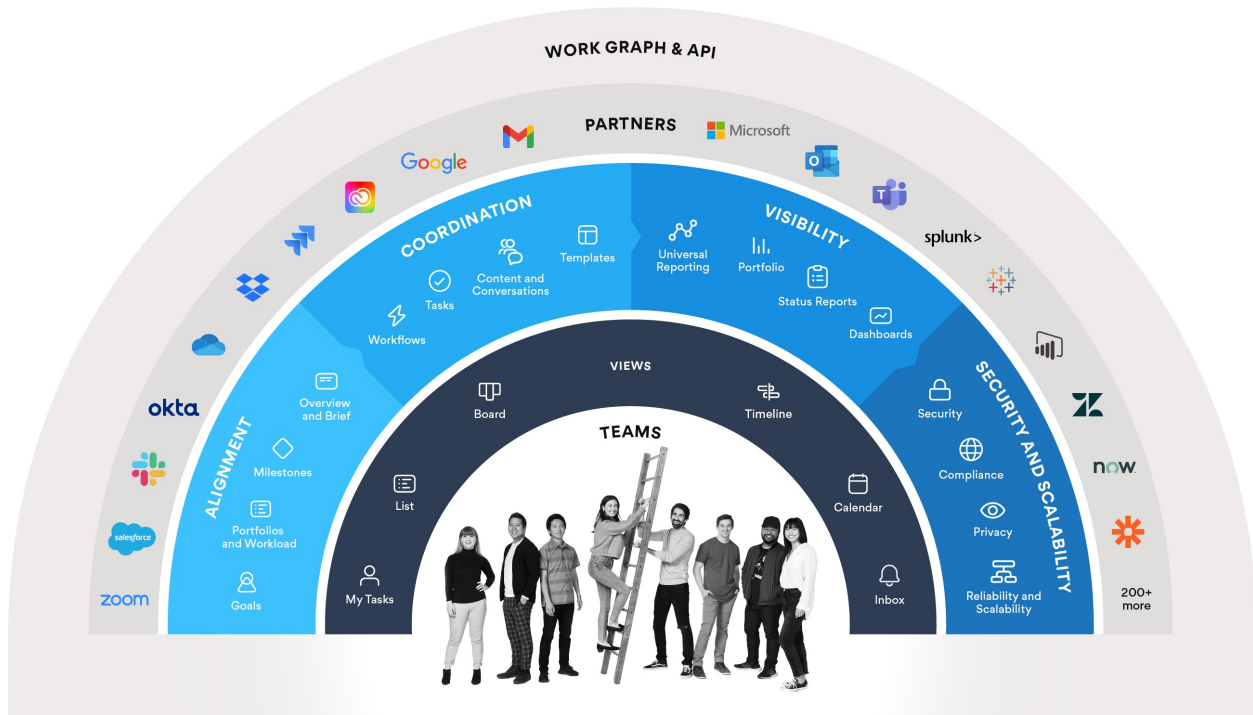 WORK GRAPH & API
PARTNERS
zoom
salesforce
okta
Google
Microsoft
O
T
splunk>
now
200+
more
ALIGNMENT
Goals
Portfolios
and Workload
Milestones
Overview
and Brief
COORDINATION
Workflows
Tasks
Content and
Conversations
Templates
VISIBILITY
Universal
Reporting
Portfolio
Status Reports
Dashboards
SECURITY AND SCALABILITY
Security
Compliance
Privacy
Reliability and
Scalability
VIEWS
My Tasks
List
Board
Timeline
Calendar
Inbox
TEAMS